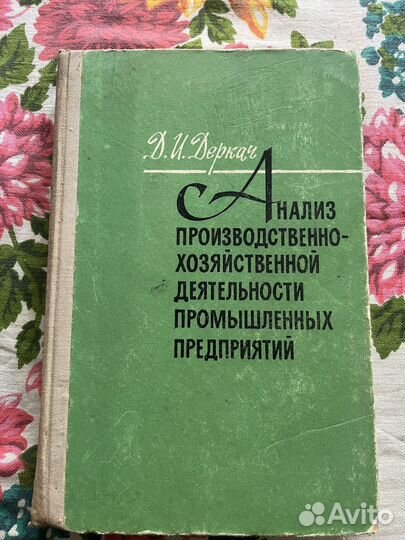 Д.И. Деркач
Анализ
производственно-
хозяйственной
деятельности
промышленных
предприятий
Avito